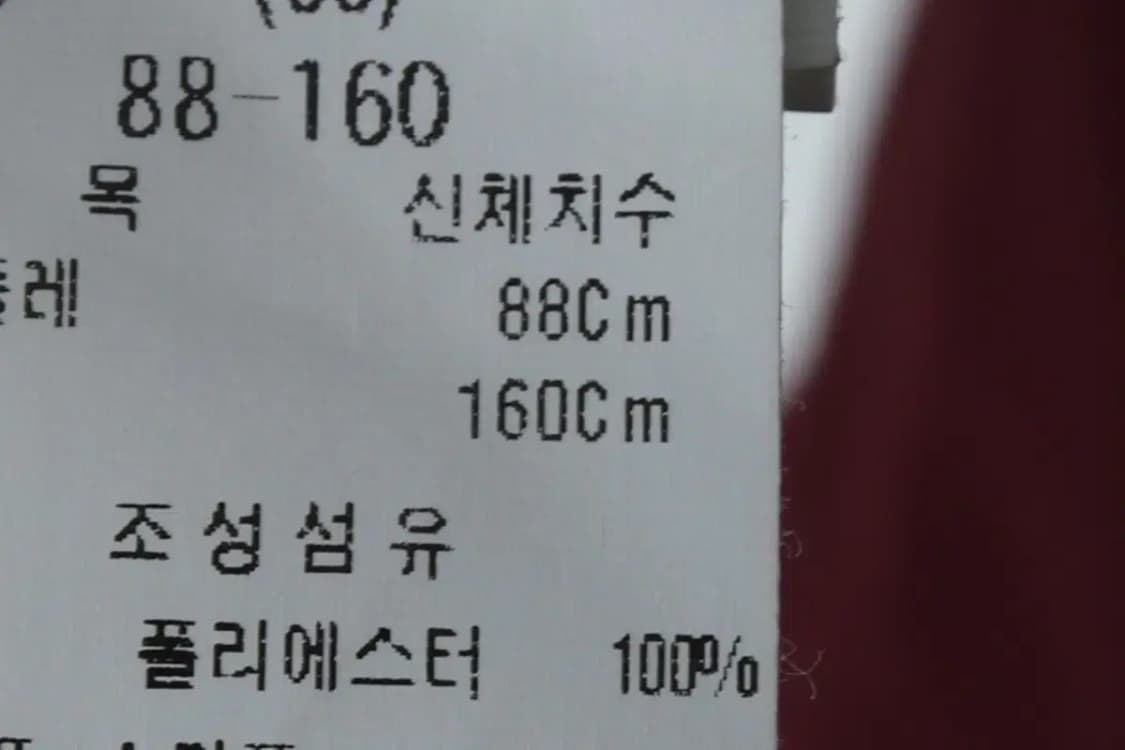 88-160
목 신체치수
레 88Cm
160Cm
조성섬유
폴리에스터 100%